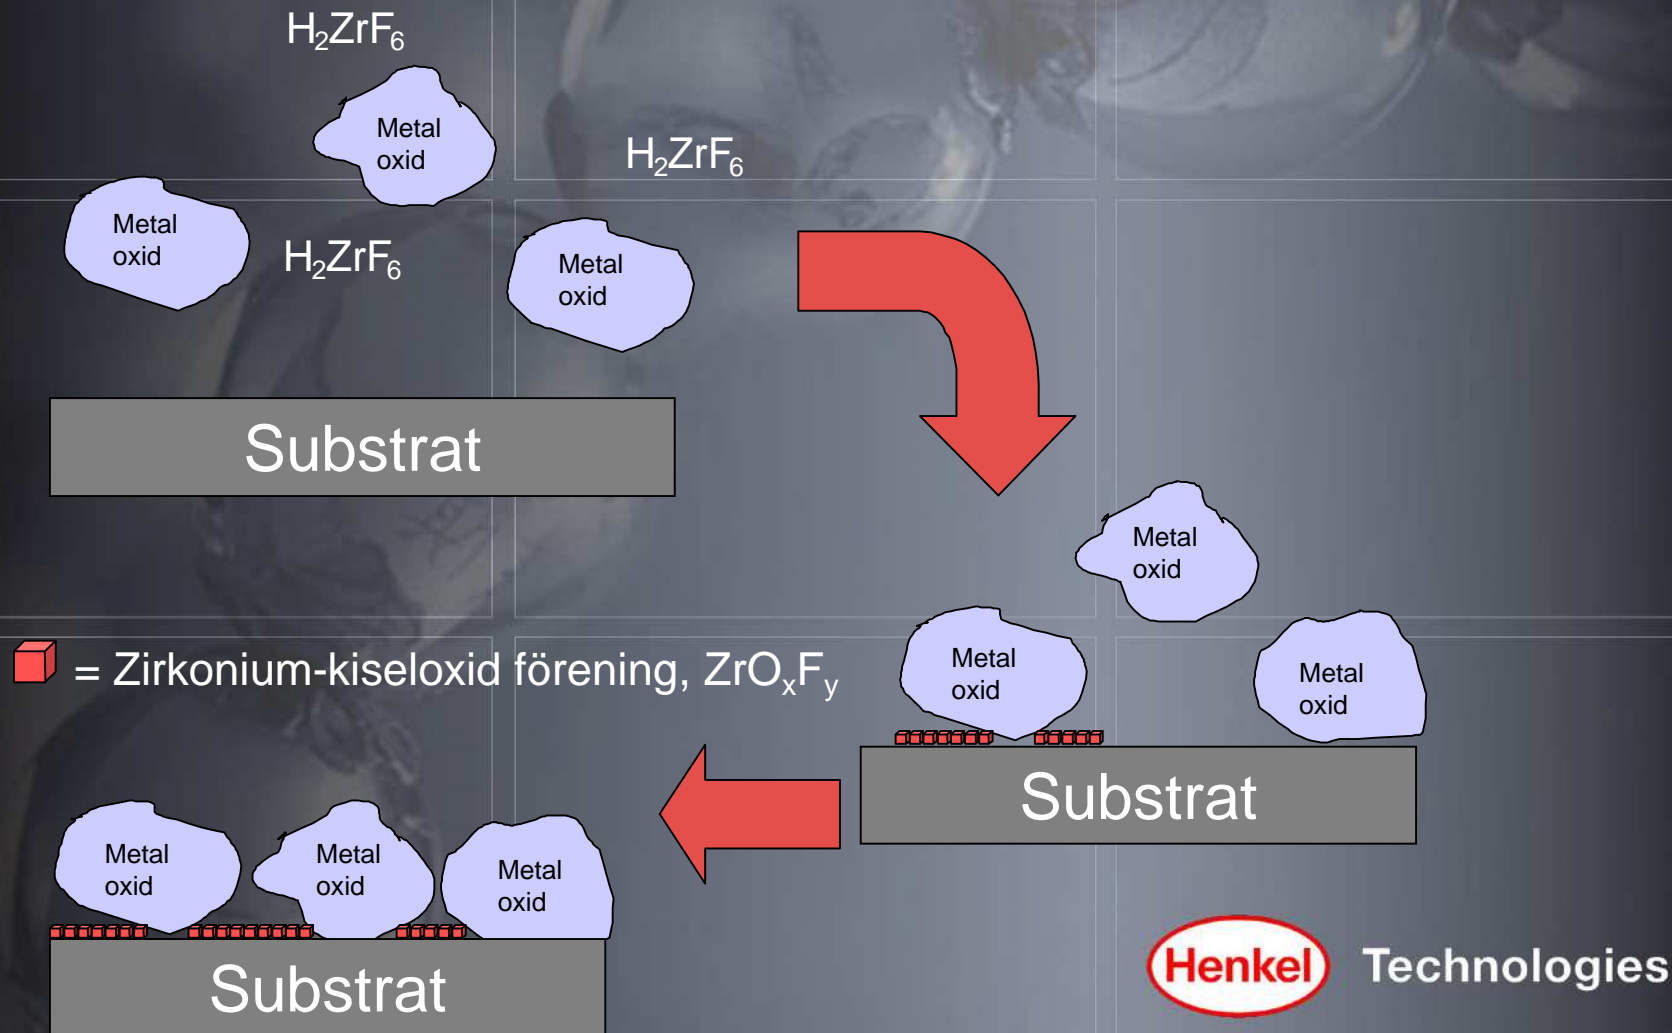 H₂ZrF₆
Metal
oxid
H₂ZrF₆
Metal
oxid
H₂ZrF₆
Metal
oxid
Substrat
Metal
oxid
= Zirkonium-kiseloxid förening, ZrOₓFᵧ
Metal
oxid
Metal
oxid
Substrat
Metal
oxid
Metal
oxid
Metal
oxid
Substrat
Henkel Technologies